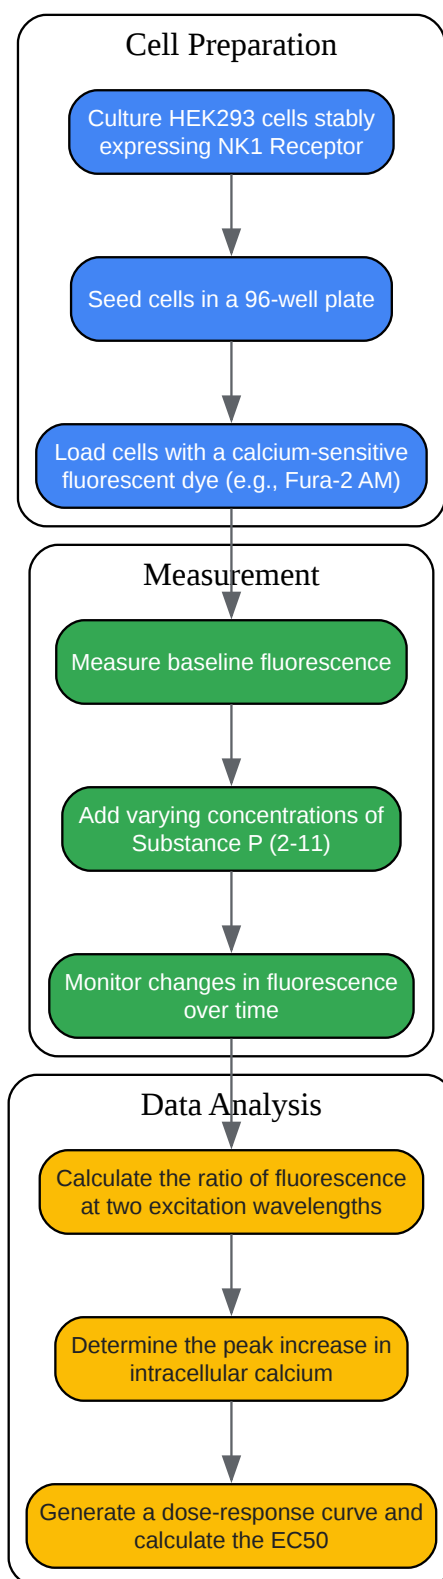 Cell Preparation
Culture HEK293 cells stably
expressing NK1 Receptor
Seed cells in a 96-well plate
Load cells with a calcium-sensitive
fluorescent dye (e.g., Fura-2 AM)
Measurement
Measure baseline fluorescence
Add varying concentrations of
Substance P (2-11)
Monitor changes in fluorescence
over time
Data Analysis
Calculate the ratio of fluorescence
at two excitation wavelengths
Determine the peak increase in
intracellular calcium
Generate a dose-response curve and
calculate the EC50